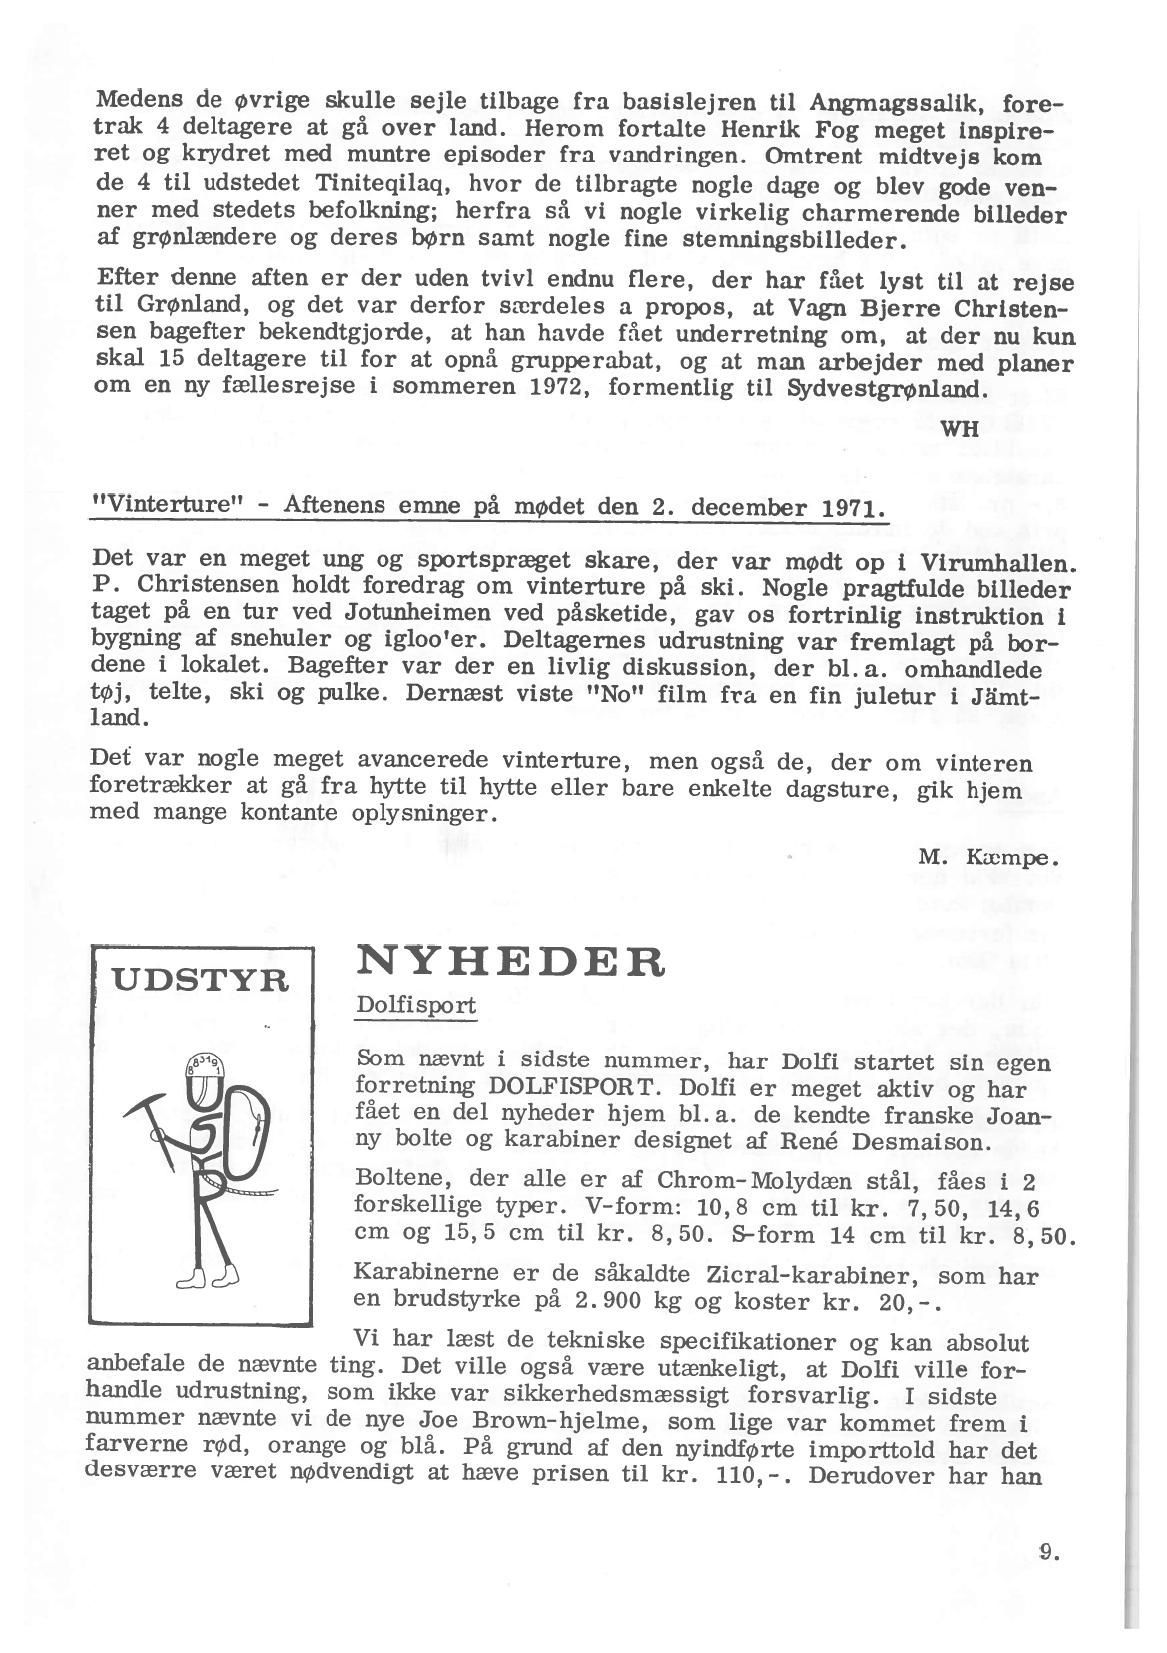 Medens de øvrige skulle sejle tilbage fra basislejren til Angmagssalik, fore-
trak 4 deltagere at gå over land. Herom fortalte Henrik Fog meget inspire-
ret og krydret med muntre episoder fra vandringen. Omtrent midtvejs kom
de 4 til udstedet Tiniteqilaq, hvor de tilbragte nogle dage og blev gode ven-
ner med stedets befolkning; herfra så vi nogle virkelig charmerende billeder
af grønlændere og deres børn samt nogle fine stemningsbilleder.
Efter denne aften er der uden tvivl endnu flere, der har fået lyst til at rejse
til Grønland, og det var derfor særdeles a propos, at Vagn Bjerre Christen-
sen bagefter bekendtgjorde, at han havde fået underretning om, at der nu kun
skal 15 deltagere til for at opnå grupperabat, og at man arbejder med planer
om en ny fællesrejse i sommeren 1972, formentlig til Sydvestgrønland.
WH
"Vinterture" - Aftenens emne på mødet den 2. december 1971.
Det var en meget ung og sportspræget skare, der var mødt op i Virumhallen.
P. Christensen holdt foredrag om vinterture på ski. Nogle pragtfulde billeder
taget på en tur ved Jotunheimen ved påsketide, gav os fortrinlig instruktion i
bygning af snehuler og igloo'er. Deltagernes udrustning var fremlagt på bor-
dene i lokalet. Bagefter var der en livlig diskussion, der bl.a. omhandlede
tøj, telte, ski og pulke. Dernæst viste "No" film fra en fin juletur i Jämt-
land.
Det var nogle meget avancerede vinterture, men også de, der om vinteren
foretrækker at gå fra hytte til hytte eller bare enkelte dagsture, gik hjem
med mange kontante oplysninger.
M. Kæmpe.
UDSTYR
NYHEDER
Dolfisport
Som nævnt i sidste nummer, har Dolfi startet sin egen
forretning DOLFISPORT. Dolfi er meget aktiv og har
fået en del nyheder hjem bl.a. de kendte franske Joan-
ny bolte og karabiner designet af René Desmaison.
Boltene, der alle er af Chrom-Molydæn stål, fåes i 2
forskellige typer. V-form: 10,8 cm til kr. 7,50, 14,6
cm og 15,5 cm til kr. 8,50. S-form 14 cm til kr. 8,50.
Karabinerne er de såkaldte Zicral-karabiner, som har
en brudstyrke på 2.900 kg og koster kr. 20,-.
Vi har læst de tekniske specifikationer og kan absolut
anbefale de nævnte ting. Det ville også være utænkeligt, at Dolfi ville for-
handle udrustning, som ikke var sikkerhedsmæssigt forsvarlig. I sidste
nummer nævnte vi de nye Joe Brown-hjelme, som lige var kommet frem i
farverne rød, orange og blå. På grund af den nyindførte importtold har det
desværre været nødvendigt at hæve prisen til kr. 110,-. Derudover har han
9.